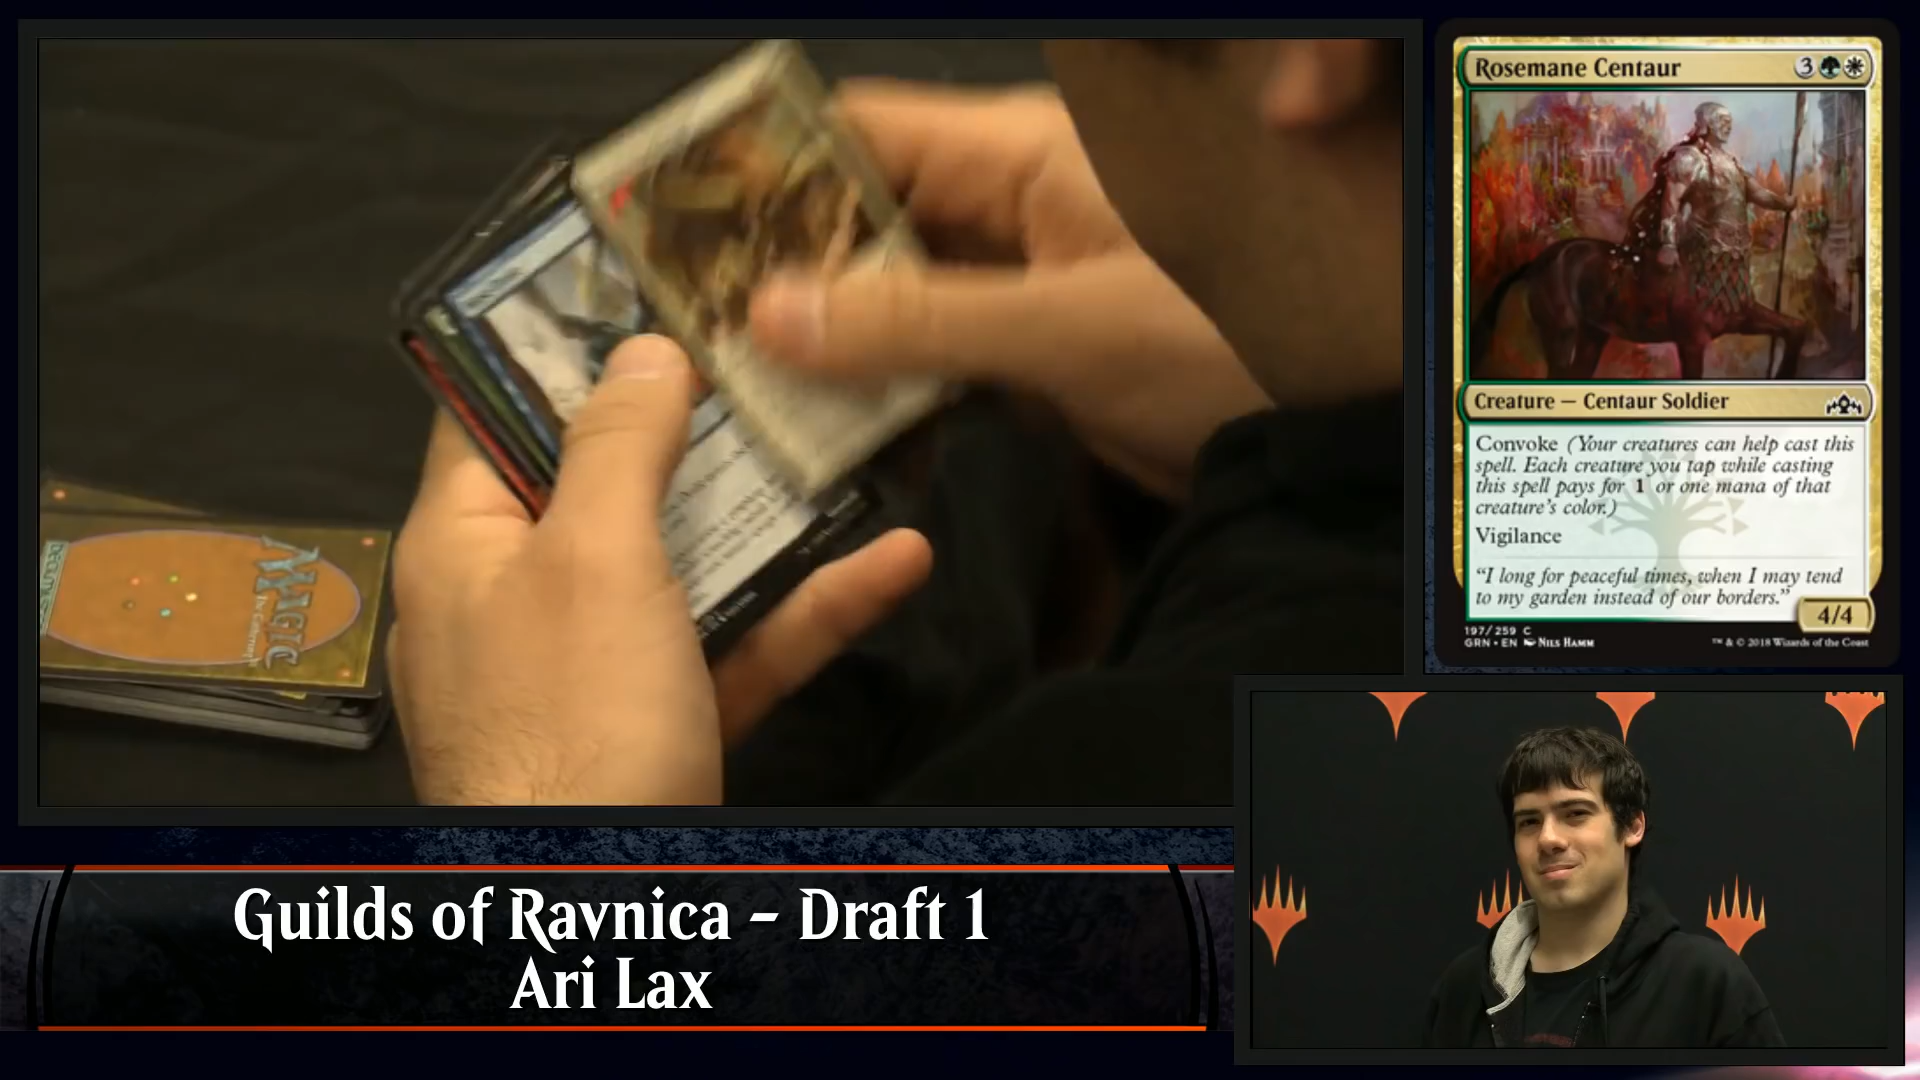 Rosemane Centaur
3
Creature — Centaur Soldier
Convoke (Your creatures can help cast this
spell. Each creature you tap while casting
this spell pays for 1 or one mana of that
creature's color.)
Vigilance
"I long for peaceful times, when I may tend
to my garden instead of our borders."
4/4
197/259 C
GRN • EN NILS HAMM
™ & © 2018 Wizards of the Coast
MAGIC
The Gathering
Guilds of Ravnica – Draft 1
Ari Lax